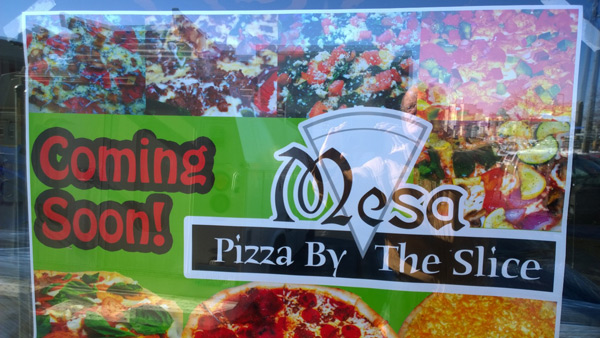 Coming
Soon!
Mesa
Pizza By The Slice